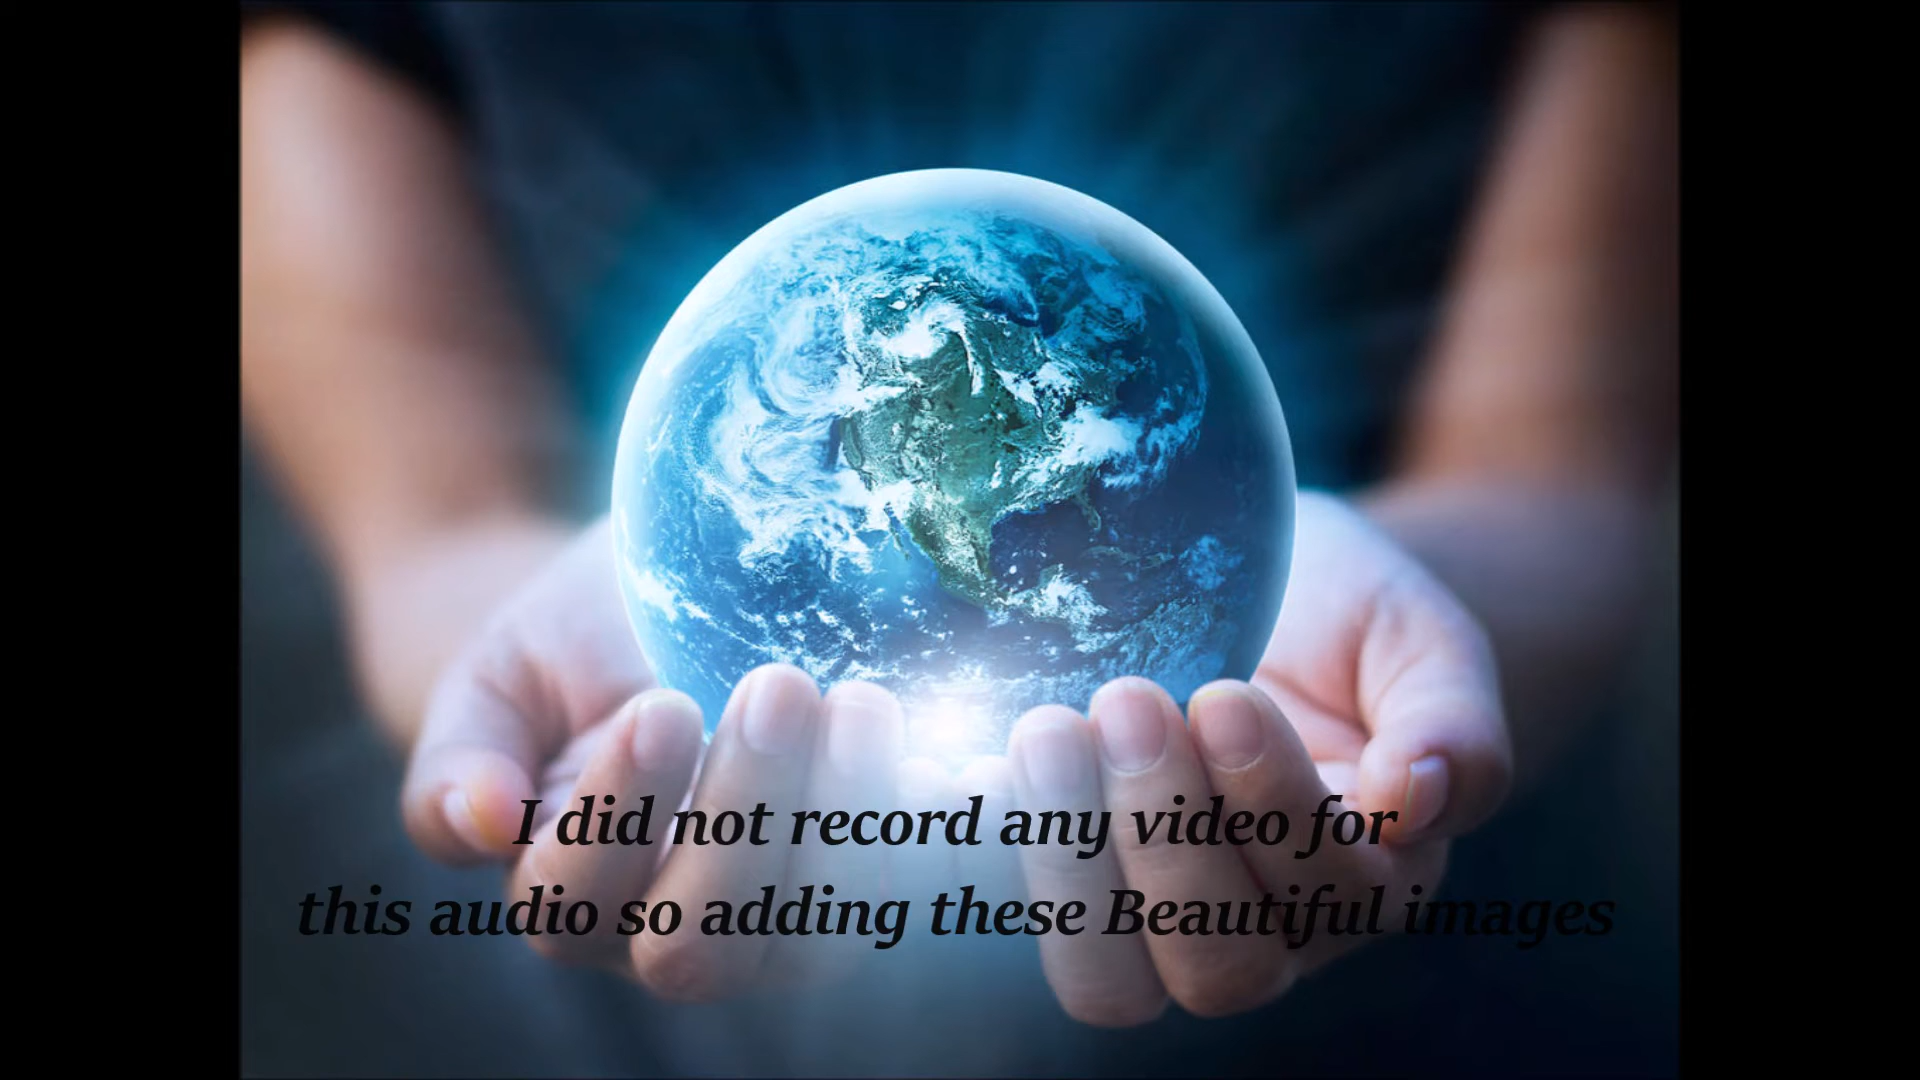 I did not record any video for
this audio so adding these Beautiful images